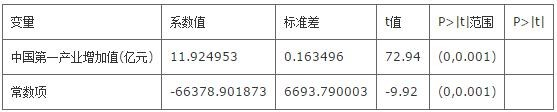 变量 系数值 标准差 t值 P>|t|范围 P>|t|
中国第一产业增加值(亿元) 11.924953 0.163496 72.94 (0,0.001)
常数项 -66378.901873 6693.790003 -9.92 (0,0.001)